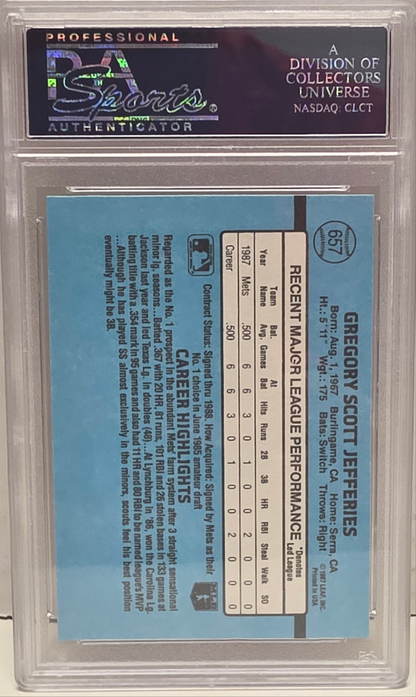 PROFESSIONAL
PSA
Sports®
AUTHENTICATOR
A
DIVISION OF
COLLECTORS
UNIVERSE
NASDAQ: CLCT
657
GREGORY SCOTT JEFFERIES
Born: Aug. 1, 1967 Burlingame, CA Home: Serra, CA
Ht.: 5' 11" Wgt.: 175 Bats: Switch Throws: Right
© 1987 LEAF, INC.
Printed in USA
RECENT MAJOR LEAGUE PERFORMANCE
*Denotes
Led League
Year Team Name Bat. Avg. Games At Bat Hits Runs 2B 3B HR RBI Steal Walk SO
1987 Mets .500 6 6 3 0 1 0 0 2 0 0 0
Career .500 6 6 3 0 1 0 0 2 0 0 0
Contract Status: Signed thru 1988. How Acquired: Signed by Mets as their
No. 1 choice in June 1985 amateur draft
CAREER HIGHLIGHTS
Regarded as the No. 1 prospect in the abundant Mets' farm system after 3 straight sensational
minor lg. seasons...Batted .367 with 20 HR, 81 runs, 101 RBI and 26 stolen bases in 133 games at
Jackson last year and led Texas Lg. in doubles (48)...At Lynchburg in '86, won the Carolina Lg.
batting title with a .354 mark in 95 games and also had 11 HR and 80 RBI to be named league's MVP
...Although he has played SS almost exclusively in the minors, scouts feel his best position
eventually might be 3B.